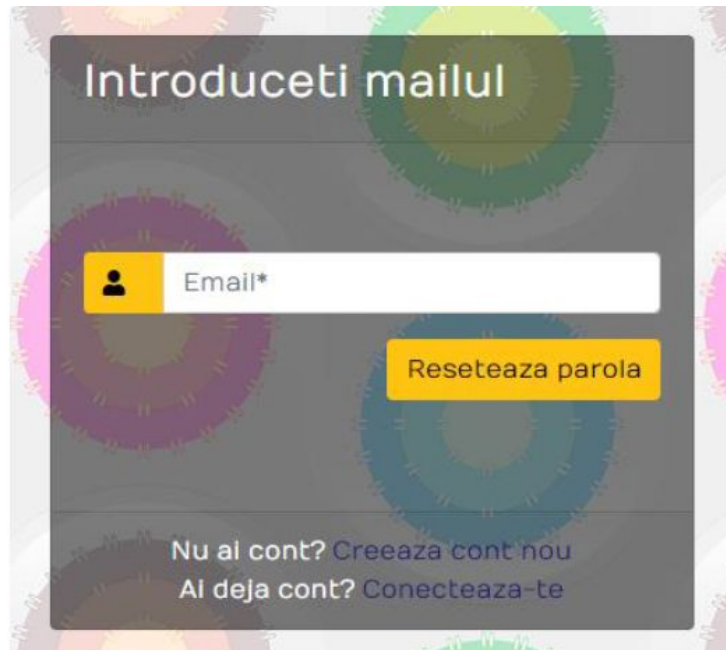 Introduceti mailul
Email*
Reseteaza parola
Nu ai cont? Creeaza cont nou
Ai deja cont? Conecteaza-te